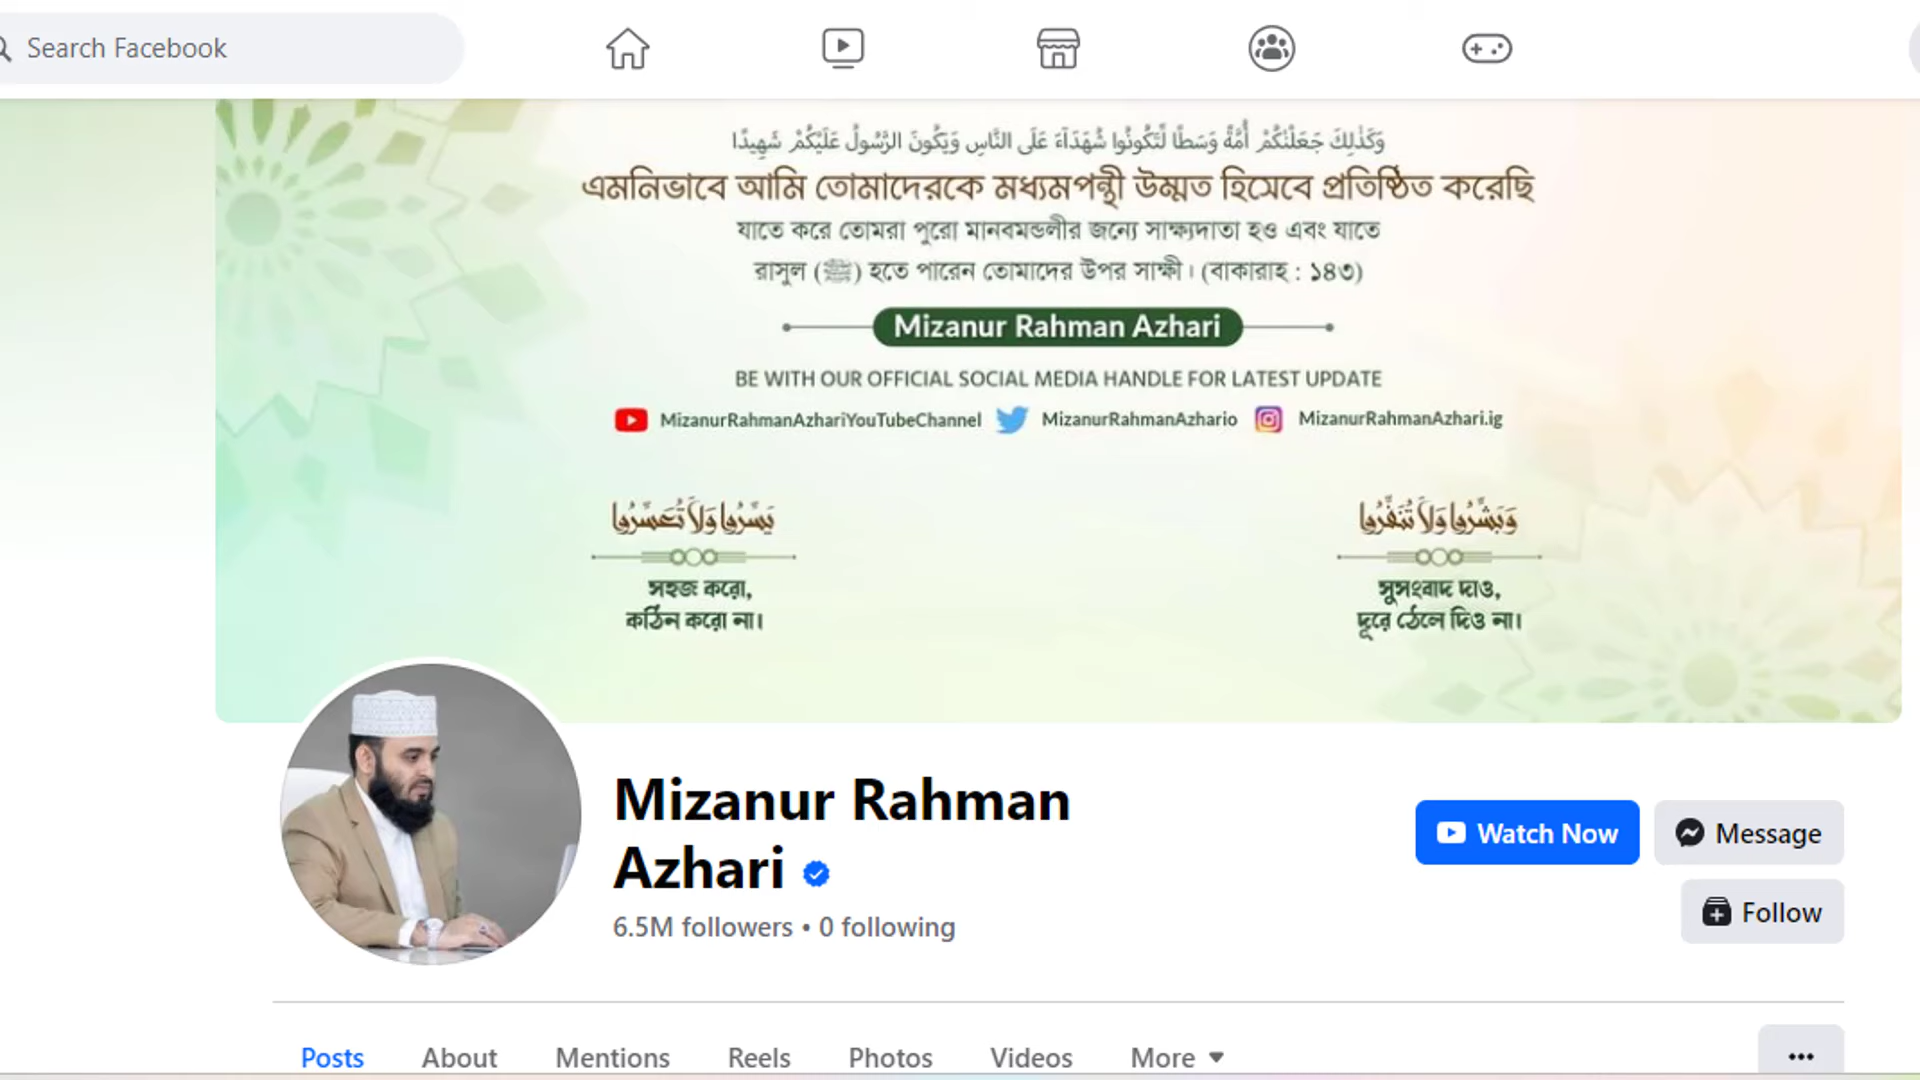 Search Facebook
وَكَذَٰلِكَ جَعَلْنَٰكُمْ أُمَّةً وَسَطًا لِّتَكُونُوا شُهَدَآءَ عَلَى النَّاسِ وَيَكُونَ الرَّسُولُ عَلَيْكُمْ شَهِيدًا
এমনিভাবে আমি তোমাদেরকে মধ্যমপন্থী উম্মত হিসেবে প্রতিষ্ঠিত করেছি
যাতে করে তোমরা পুরো মানবমন্ডলীর জন্যে সাক্ষ্যদাতা হও এবং যাতে
রাসুল (ﷺ) হতে পারেন তোমাদের উপর সাক্ষী। (বাকারাহ : ১৪৩)
Mizanur Rahman Azhari
BE WITH OUR OFFICIAL SOCIAL MEDIA HANDLE FOR LATEST UPDATE
MizanurRahmanAzhariYouTubeChannel MizanurRahmanAzhario MizanurRahmanAzhari.ig
يَسِّرُوا وَلاَ تُعَسِّرُوا
সহজ করো,
কঠিন করো না।
وَبَشِّرُوا وَلاَ تُنَفِّرُوا
সুসংবাদ দাও,
দূরে ঠেলে দিও না।
Mizanur Rahman
Azhari
6.5M followers • 0 following
Watch Now
Message
Follow
Posts About Mentions Reels Photos Videos More